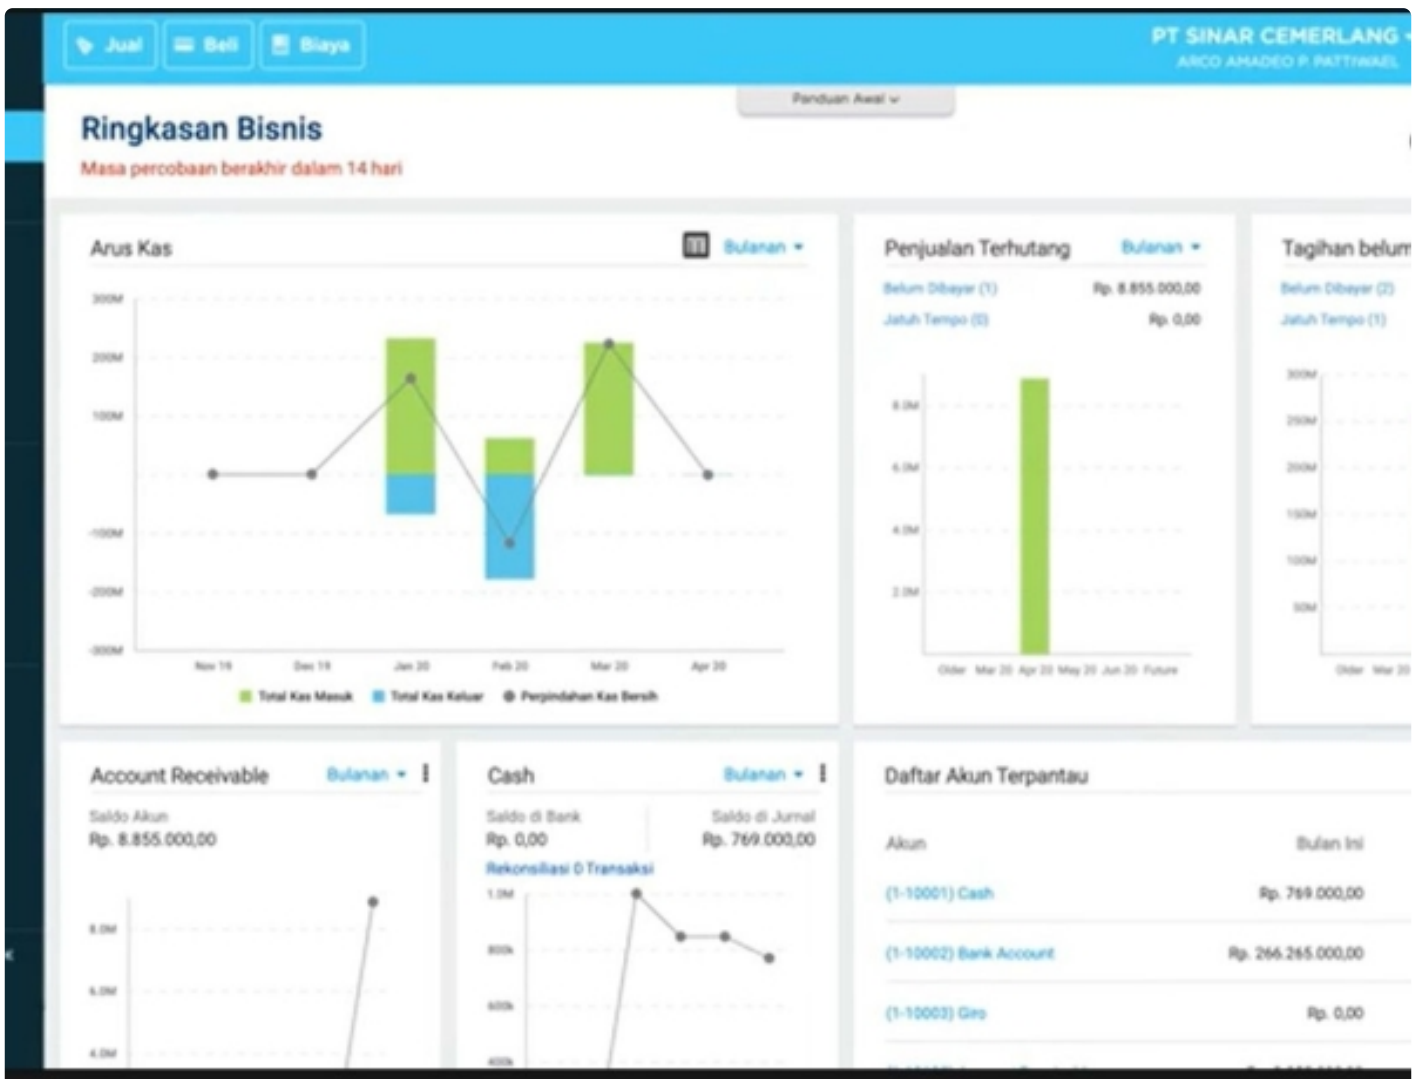 Jual
Beli
Biaya
PT SINAR CEMERLANG
ARCO AMADEO P. PATTIWAEL
Panduan Awal
Ringkasan Bisnis
Masa percobaan berakhir dalam 14 hari
Arus Kas
Bulanan
300M
200M
100M
-100M
-200M
-300M
Nov 19
Dec 19
Jan 20
Feb 20
Mar 20
Apr 20
Total Kas Masuk
Total Kas Keluar
Perpindahan Kas Bersih
Penjualan Terhutang
Bulanan
Belum Dibayar (1)
Rp. 8.855.000,00
Jatuh Tempo (0)
Rp. 0,00
8.0M
6.0M
4.0M
2.0M
Older
Mar 20
Apr 20
May 20
Jun 20
Future
Tagihan belum
Belum Dibayar (2)
Jatuh Tempo (1)
300M
250M
200M
150M
100M
50M
Older
Mar 20
Account Receivable
Bulanan
Saldo Akun
Rp. 8.855.000,00
8.0M
6.0M
4.0M
Cash
Bulanan
Saldo di Bank
Saldo di Jurnal
Rp. 0,00
Rp. 769.000,00
Rekonsiliasi 0 Transaksi
1.0M
800k
600k
400k
Daftar Akun Terpantau
Akun
Bulan Ini
(1-10001) Cash
Rp. 769.000,00
(1-10002) Bank Account
Rp. 266.265.000,00
(1-10003) Giro
Rp. 0,00